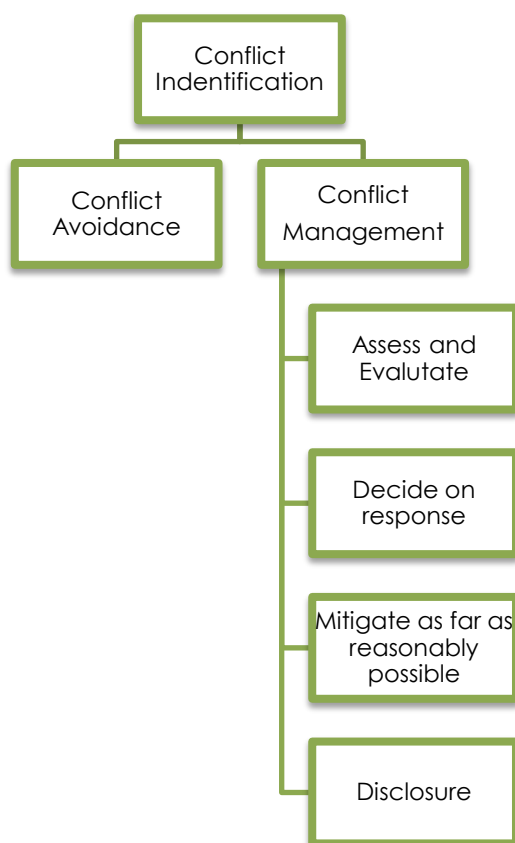 Conflict
Indentification
Conflict
Avoidance
Conflict
Management
Assess and
Evalutate
Decide on
response
Mitigate as far as
reasonably
possible
Disclosure